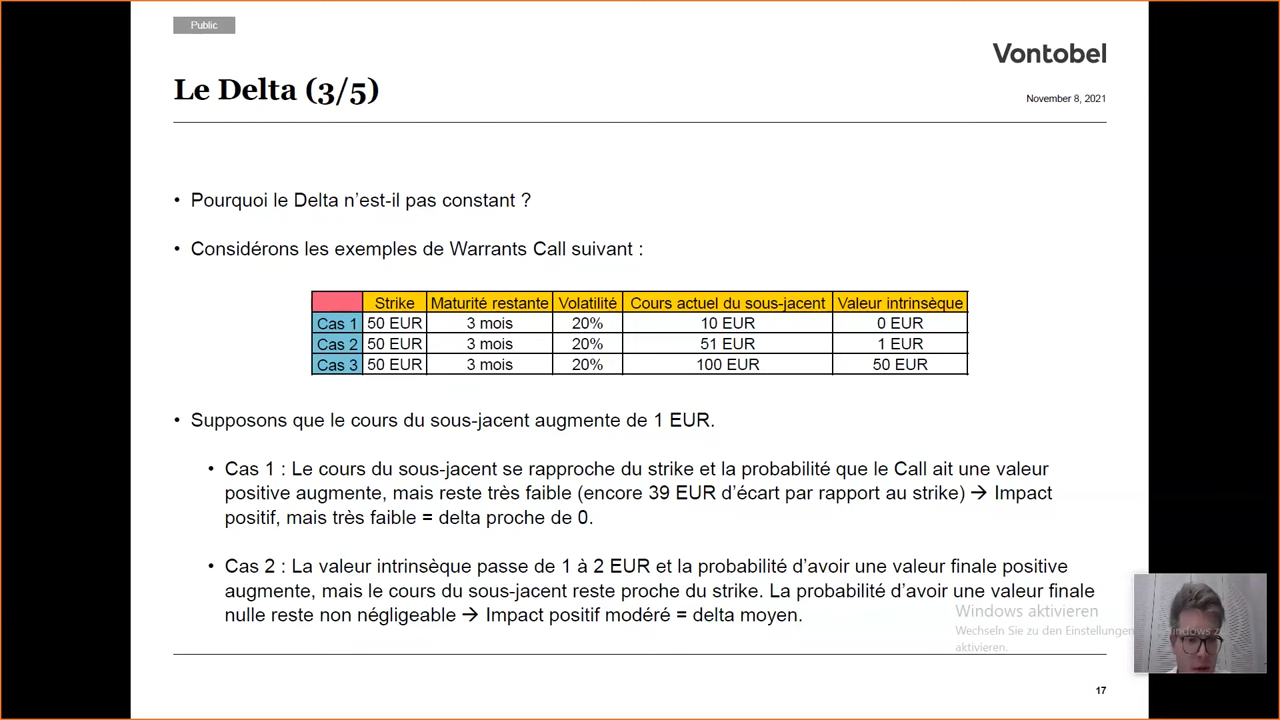 Public
Vontobel
Le Delta (3/5)
November 8, 2021
• Pourquoi le Delta n'est-il pas constant ?
• Considérons les exemples de Warrants Call suivant :
Strike Maturité restante Volatilité Cours actuel du sous-jacent Valeur intrinsèque
Cas 1 50 EUR 3 mois 20% 10 EUR 0 EUR
Cas 2 50 EUR 3 mois 20% 51 EUR 1 EUR
Cas 3 50 EUR 3 mois 20% 100 EUR 50 EUR
• Supposons que le cours du sous-jacent augmente de 1 EUR.
• Cas 1 : Le cours du sous-jacent se rapproche du strike et la probabilité que le Call ait une valeur
positive augmente, mais reste très faible (encore 39 EUR d'écart par rapport au strike) → Impact
positif, mais très faible = delta proche de 0.
• Cas 2 : La valeur intrinsèque passe de 1 à 2 EUR et la probabilité d'avoir une valeur finale positive
augmente, mais le cours du sous-jacent reste proche du strike. La probabilité d'avoir une valeur finale
nulle reste non négligeable → Impact positif modéré = delta moyen.
Windows aktivieren
Wechseln Sie zu den Einstellungen
aktivieren.
17